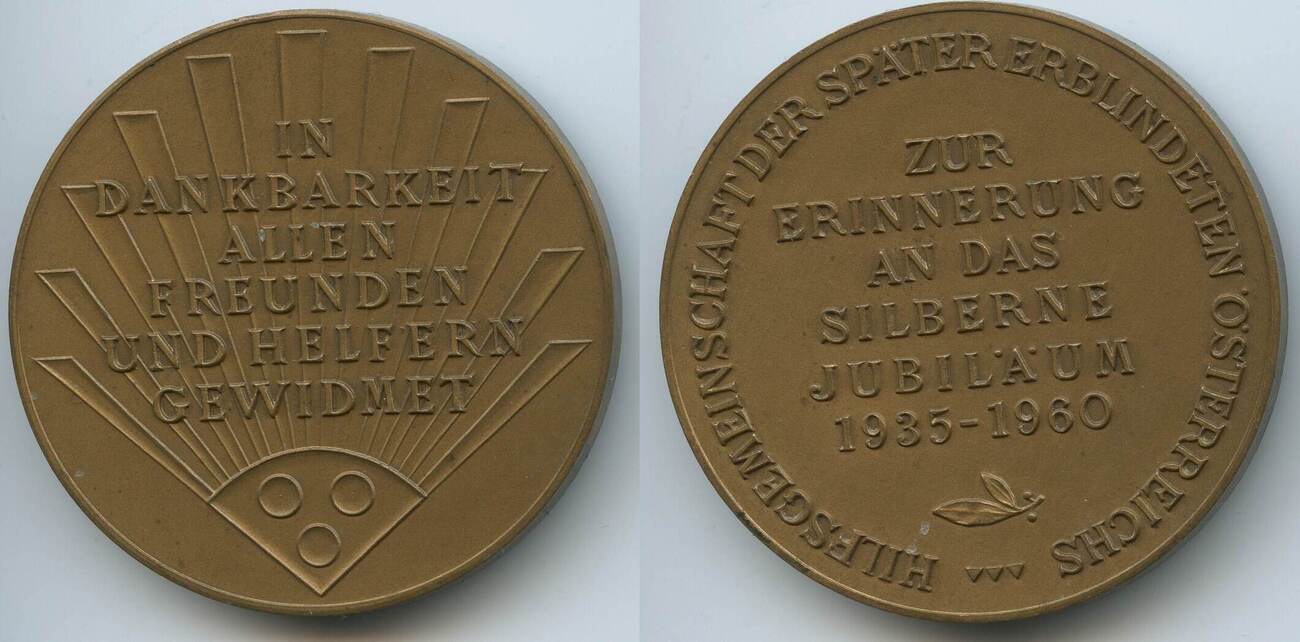 IN
DANKBARKEIT
ALLEN
FREUNDEN
UND HELFERN
GEWIDMET
HILFSGEMEINSCHAFT DER SPÄTER ERBLINDETEN ÖSTERREICHS
ZUR
ERINNERUNG
AN DAS
SILBERNE
JUBILÄUM
1935-1960